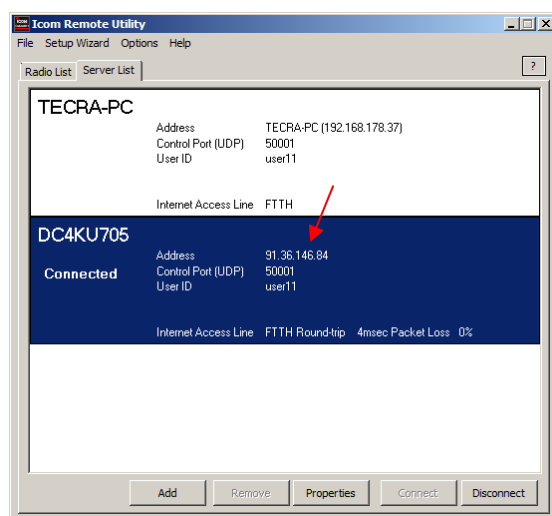 Icom Remote Utility
File Setup Wizard Options Help
Radio List Server List ?
TECRA-PC
Address TECRA-PC (192.168.178.37)
Control Port (UDP) 50001
User ID user11
Internet Access Line FTTH
DC4KU705
Connected
Address 91.36.146.84
Control Port (UDP) 50001
User ID user11
Internet Access Line FTTH Round-trip 4msec Packet Loss 0%
Add Remove Properties Connect Disconnect